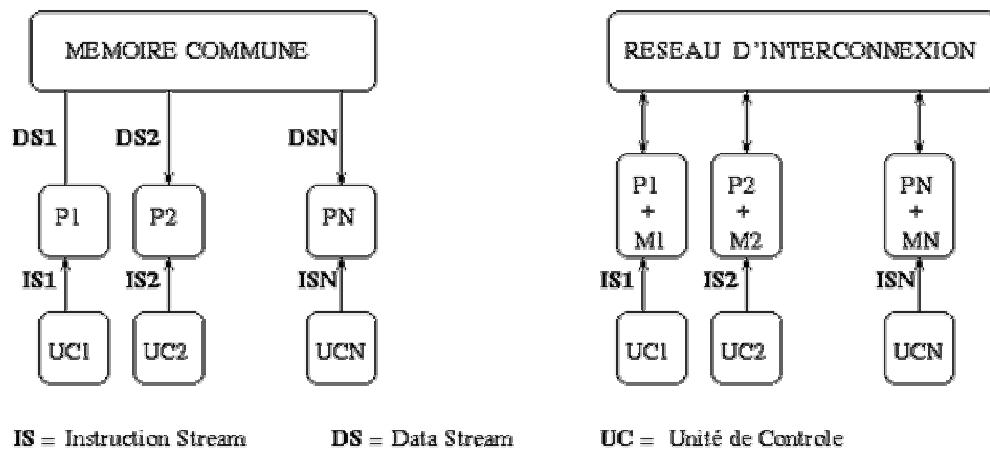 MEMOIRE COMMUNE
RESEAU D'INTERCONNEXION
DS1 DS2 DSN
P1 P2 PN
P1 + M1
P2 + M2
PN + MN
IS1 IS2 ISN
IS1 IS2 ISN
UC1 UC2 UCN
UC1 UC2 UCN
IS = Instruction Stream DS = Data Stream UC = Unité de Controle